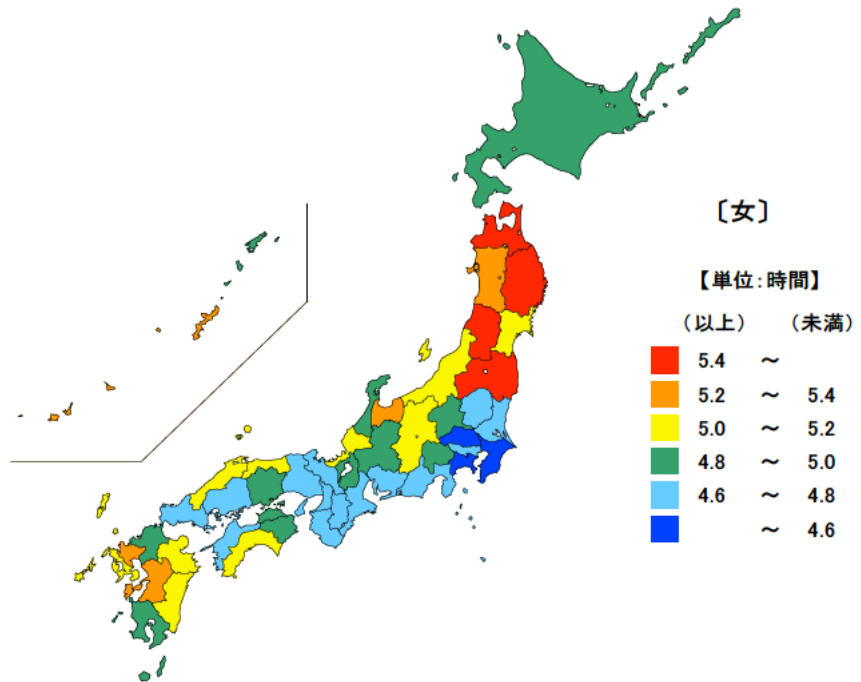 〔女〕
【単位:時間】
（以上） （未満）
5.4 ～
5.2 ～ 5.4
5.0 ～ 5.2
4.8 ～ 5.0
4.6 ～ 4.8
～ 4.6